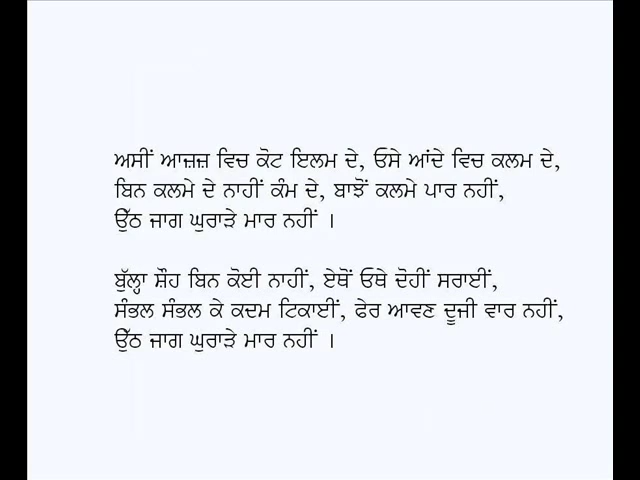 ਅਸੀਂ ਆਜ਼ਜ਼ ਵਿਚ ਕੋਟ ਇਲਮ ਦੇ, ਓਸੇ ਆਂਦੇ ਵਿਚ ਕਲਮ ਦੇ,
ਬਿਨ ਕਲਮੇ ਦੇ ਨਾਹੀਂ ਕੰਮ ਦੇ, ਬਾਝੋਂ ਕਲਮੇ ਪਾਰ ਨਹੀਂ,
ਉੱਠ ਜਾਗ ਘੁਰਾੜੇ ਮਾਰ ਨਹੀਂ ।
ਬੁੱਲ੍ਹਾ ਸ਼ੌਹ ਬਿਨ ਕੋਈ ਨਾਹੀਂ, ਏਥੋਂ ਓਥੇ ਦੋਹੀਂ ਸਰਾਈਂ,
ਸੰਭਲ ਸੰਭਲ ਕੇ ਕਦਮ ਟਿਕਾਈਂ, ਫੇਰ ਆਵਣ ਦੂਜੀ ਵਾਰ ਨਹੀਂ,
ਉੱਠ ਜਾਗ ਘੁਰਾੜੇ ਮਾਰ ਨਹੀਂ ।